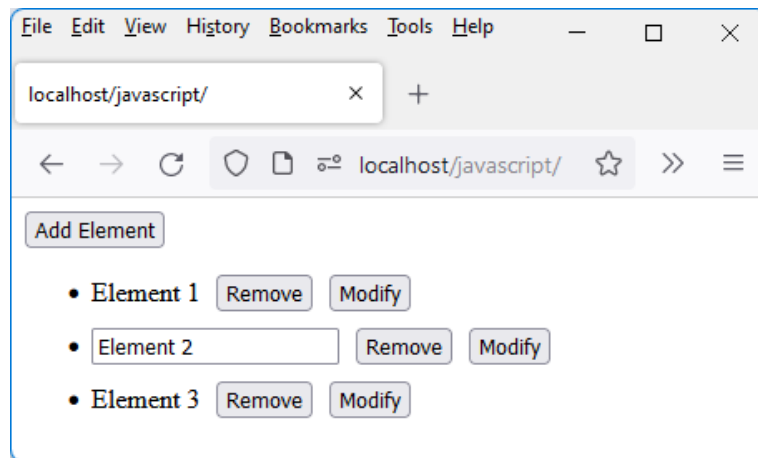 File Edit View History Bookmarks Tools Help
localhost/javascript/
localhost/javascript/
Add Element
• Element 1 Remove Modify
• Element 2 Remove Modify
• Element 3 Remove Modify